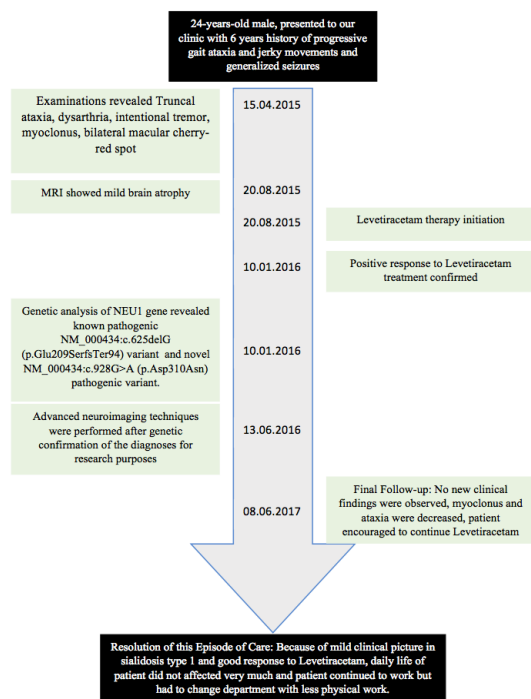 24-years-old male, presented to our
clinic with 6 years history of progressive
gait ataxia and jerky movements and
generalized seizures
15.04.2015
Examinations revealed Truncal
ataxia, dysarthria, intentional tremor,
myoclonus, bilateral macular cherry-
red spot
20.08.2015
MRI showed mild brain atrophy
20.08.2015
Levetiracetam therapy initiation
10.01.2016
Positive response to Levetiracetam
treatment confirmed
Genetic analysis of NEU1 gene revealed
known pathogenic
NM_000434:c.625delG
(p.Glu209SerfsTer94) variant and novel
NM_000434:c.928G>A (p.Asp310Asn)
pathogenic variant.
10.01.2016
Advanced neuroimaging techniques
were performed after genetic
confirmation of the diagnoses for
research purposes
13.06.2016
08.06.2017
Final Follow-up: No new clinical
findings were observed, myoclonus and
ataxia were decreased, patient
encouraged to continue Levetiracetam
Resolution of this Episode of Care: Because of mild clinical picture in
sialidosis type 1 and good response to Levetiracetam, daily life of
patient did not affected very much and patient continued to work but
had to change department with less physical work.